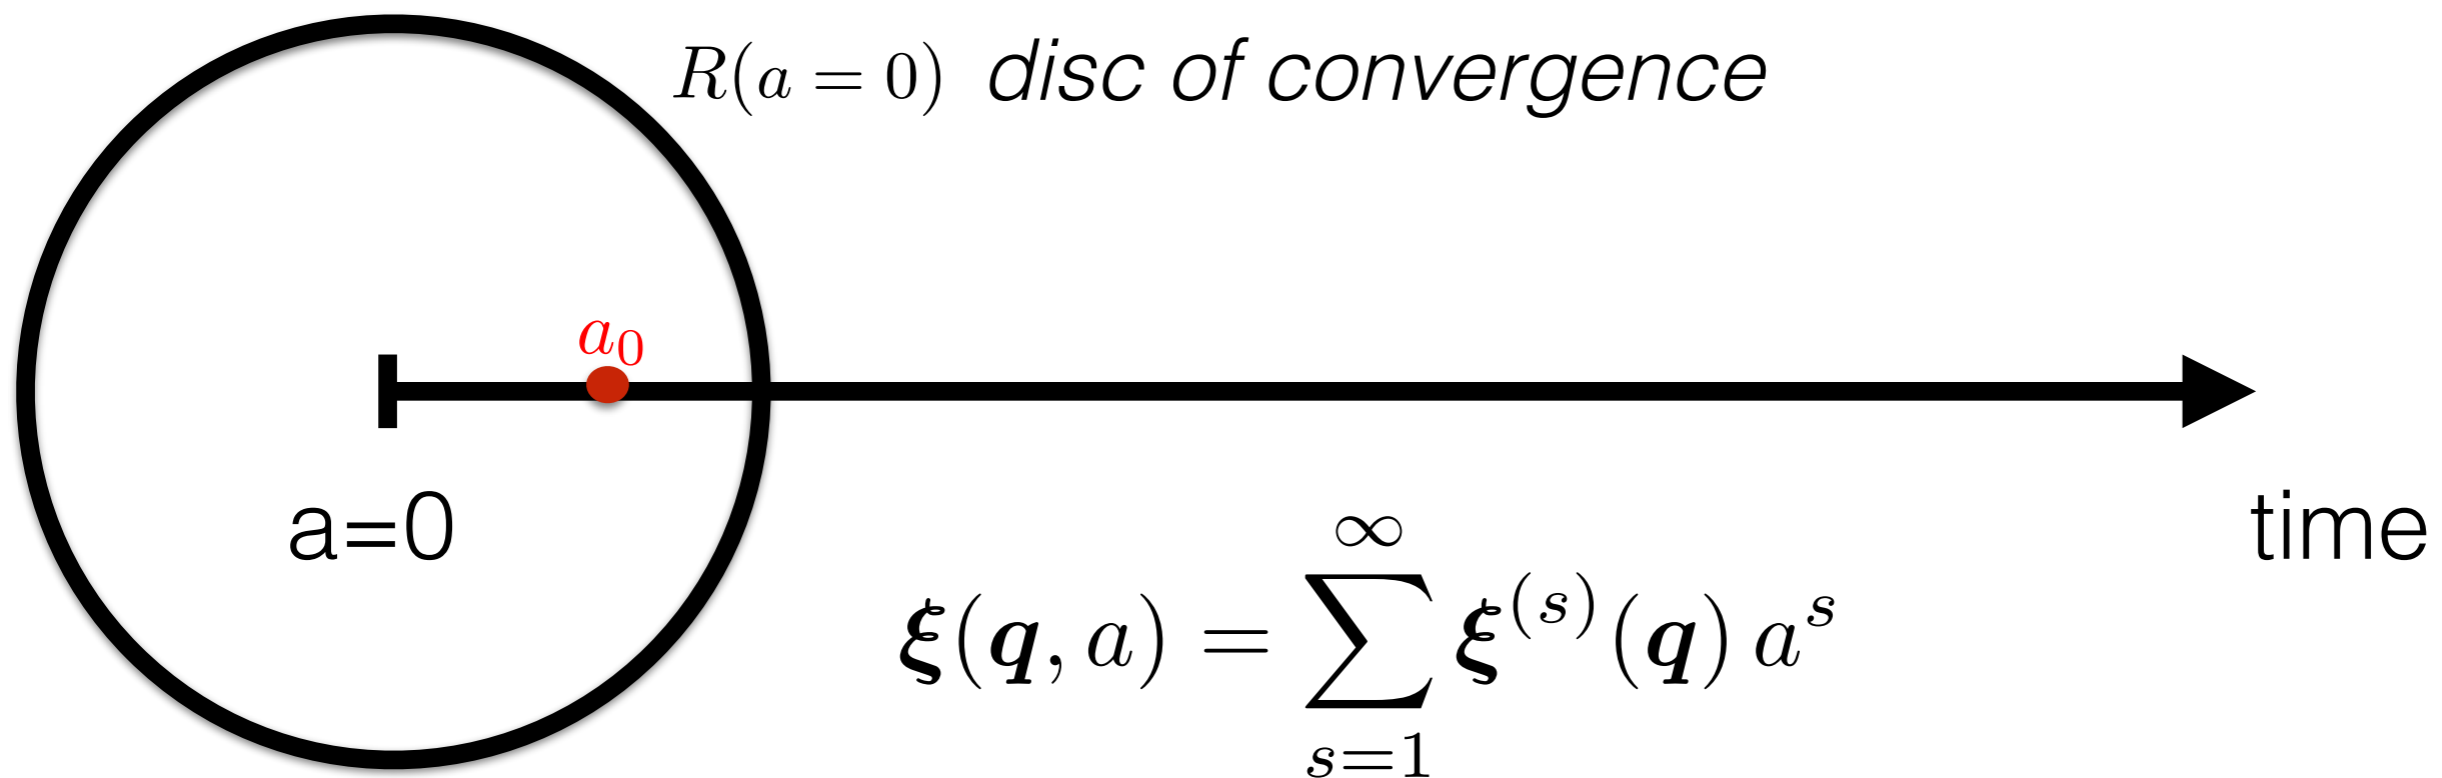 R(a = 0) disc of convergence
a₀
a=0
time
ξ(q, a) = ∑_{s=1}^{∞} ξ^{(s)}(q) a^s